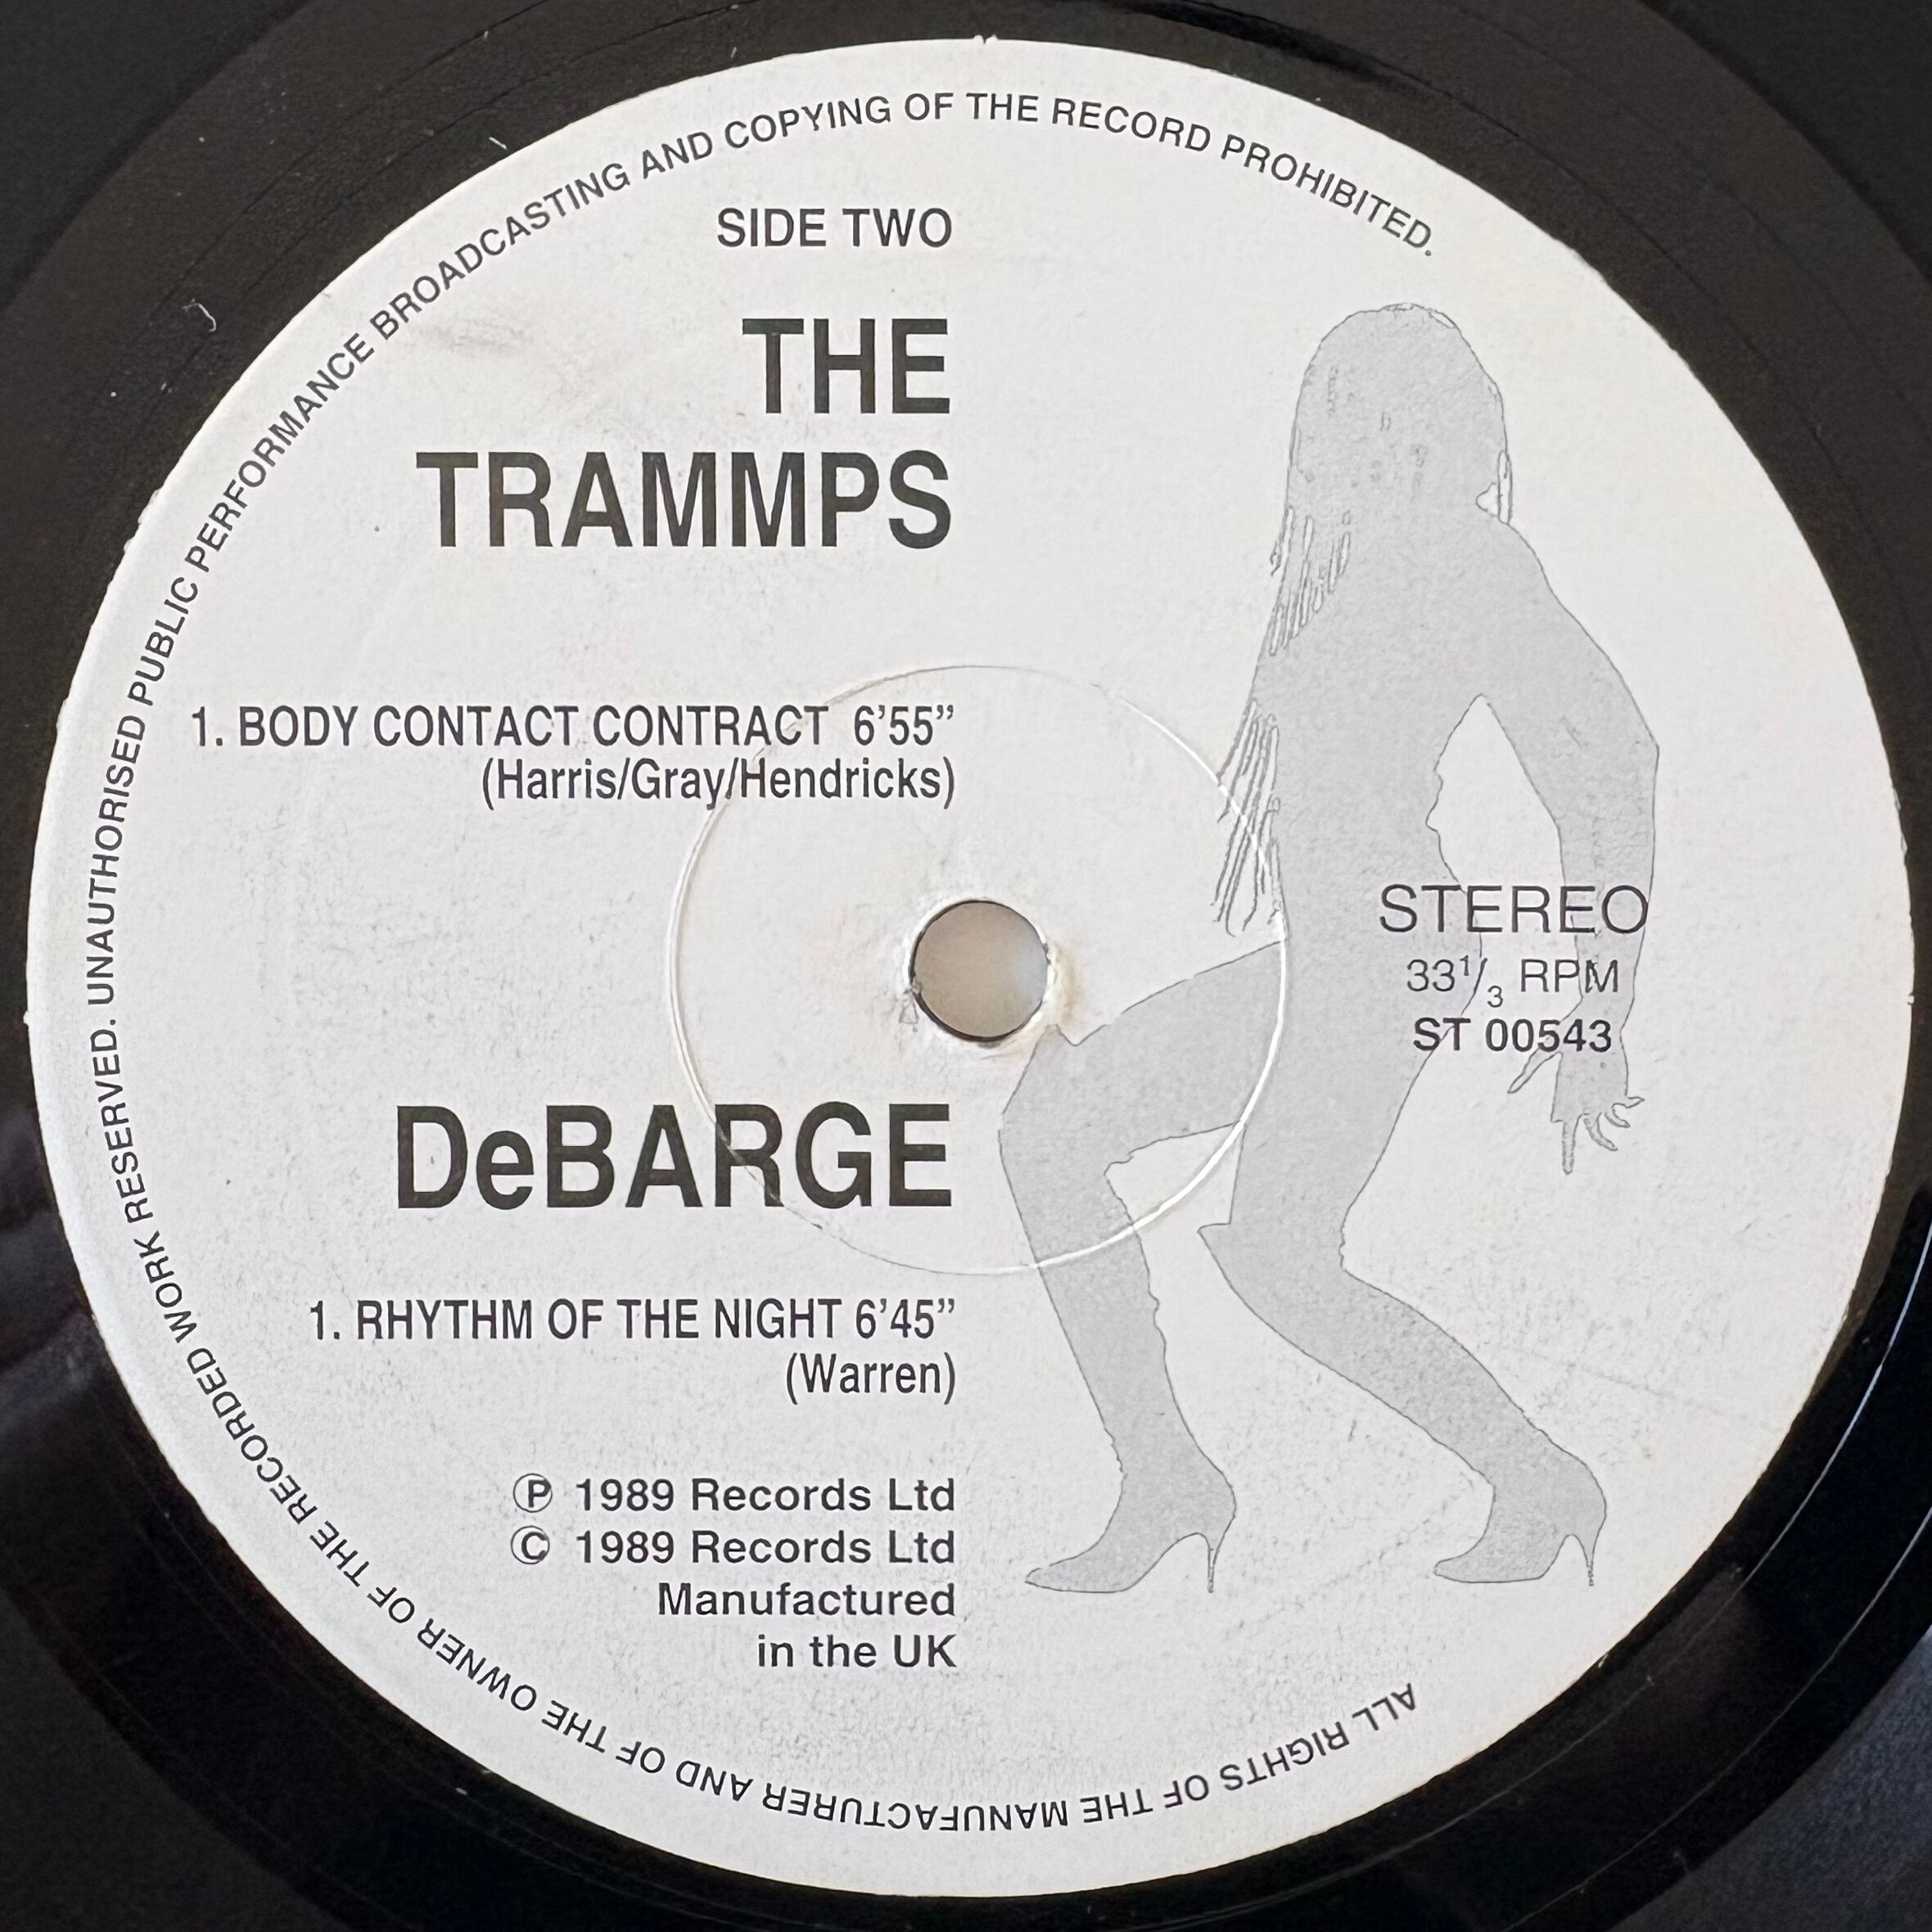 ALL RIGHTS OF THE MANUFACTURER AND OF THE OWNER OF THE RECORDED WORK RESERVED. UNAUTHORISED PUBLIC PERFORMANCE BROADCASTING AND COPYING OF THE RECORD PROHIBITED.
SIDE TWO
THE
TRAMMPS
1. BODY CONTACT CONTRACT 6’55”
(Harris/Gray/Hendricks)
STEREO
33 1/3 RPM
ST 00543
DeBARGE
1. RHYTHM OF THE NIGHT 6’45”
(Warren)
Ⓟ 1989 Records Ltd
© 1989 Records Ltd
Manufactured
in the UK